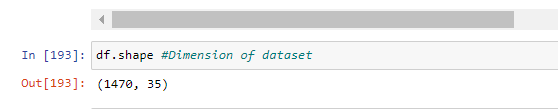 In [193]: df.shape #Dimension of dataset
Out[193]: (1470, 35)